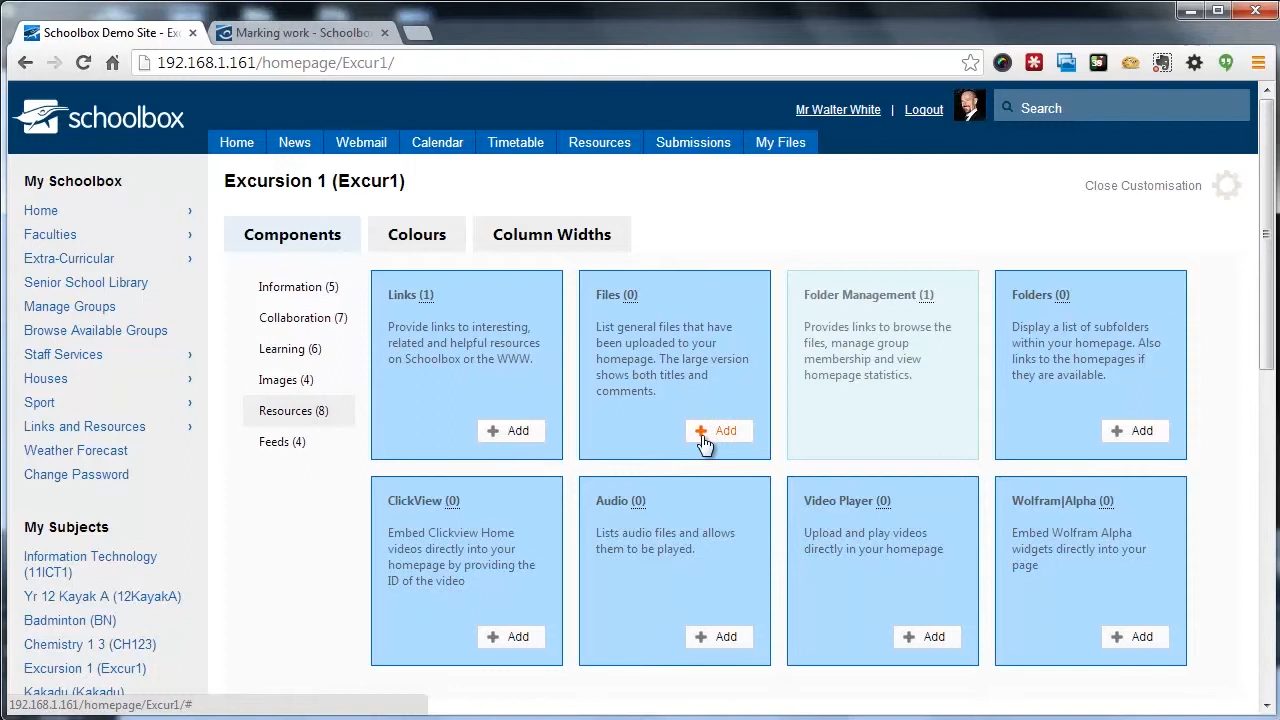 Schoolbox Demo Site - Exc
Marking work - Schoolbox
192.168.1.161/homepage/Excur1/
schoolbox
Mr Walter White | Logout
Search
Home News Webmail Calendar Timetable Resources Submissions My Files
My Schoolbox
Home
Faculties
Extra-Curricular
Senior School Library
Manage Groups
Browse Available Groups
Staff Services
Houses
Sport
Links and Resources
Weather Forecast
Change Password
My Subjects
Information Technology
(11ICT1)
Yr 12 Kayak A (12KayakA)
Badminton (BN)
Chemistry 1 3 (CH123)
Excursion 1 (Excur1)
Kakadu (Kakadu)
Excursion 1 (Excur1)
Close Customisation
Components Colours Column Widths
Information (5)
Collaboration (7)
Learning (6)
Images (4)
Resources (8)
Feeds (4)
Links (1)
Provide links to interesting,
related and helpful resources
on Schoolbox or the WWW.
Add
Files (0)
List general files that have
been uploaded to your
homepage. The large version
shows both titles and
comments.
Add
Folder Management (1)
Provides links to browse the
files, manage group
membership and view
homepage statistics.
Folders (0)
Display a list of subfolders
within your homepage. Also
links to the homepages if
they are available.
Add
ClickView (0)
Embed Clickview Home
videos directly into your
homepage by providing the
ID of the video
Add
Audio (0)
Lists audio files and allows
them to be played.
Add
Video Player (0)
Upload and play videos
directly in your homepage
Add
Wolfram|Alpha (0)
Embed Wolfram Alpha
widgets directly into your
page
Add
192.168.1.161/homepage/Excur1/#